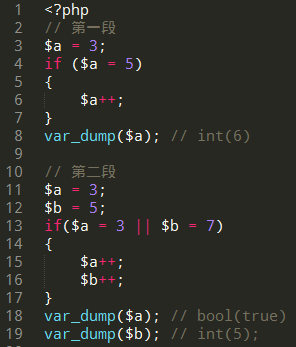 1 <?php
2 // 第一段
3 $a = 3;
4 if ($a = 5)
5 {
6     $a++;
7 }
8 var_dump($a); // int(6)
9
10 // 第二段
11 $a = 3;
12 $b = 5;
13 if($a = 3 || $b = 7)
14 {
15     $a++;
16     $b++;
17 }
18 var_dump($a); // bool(true)
19 var_dump($b); // int(5);